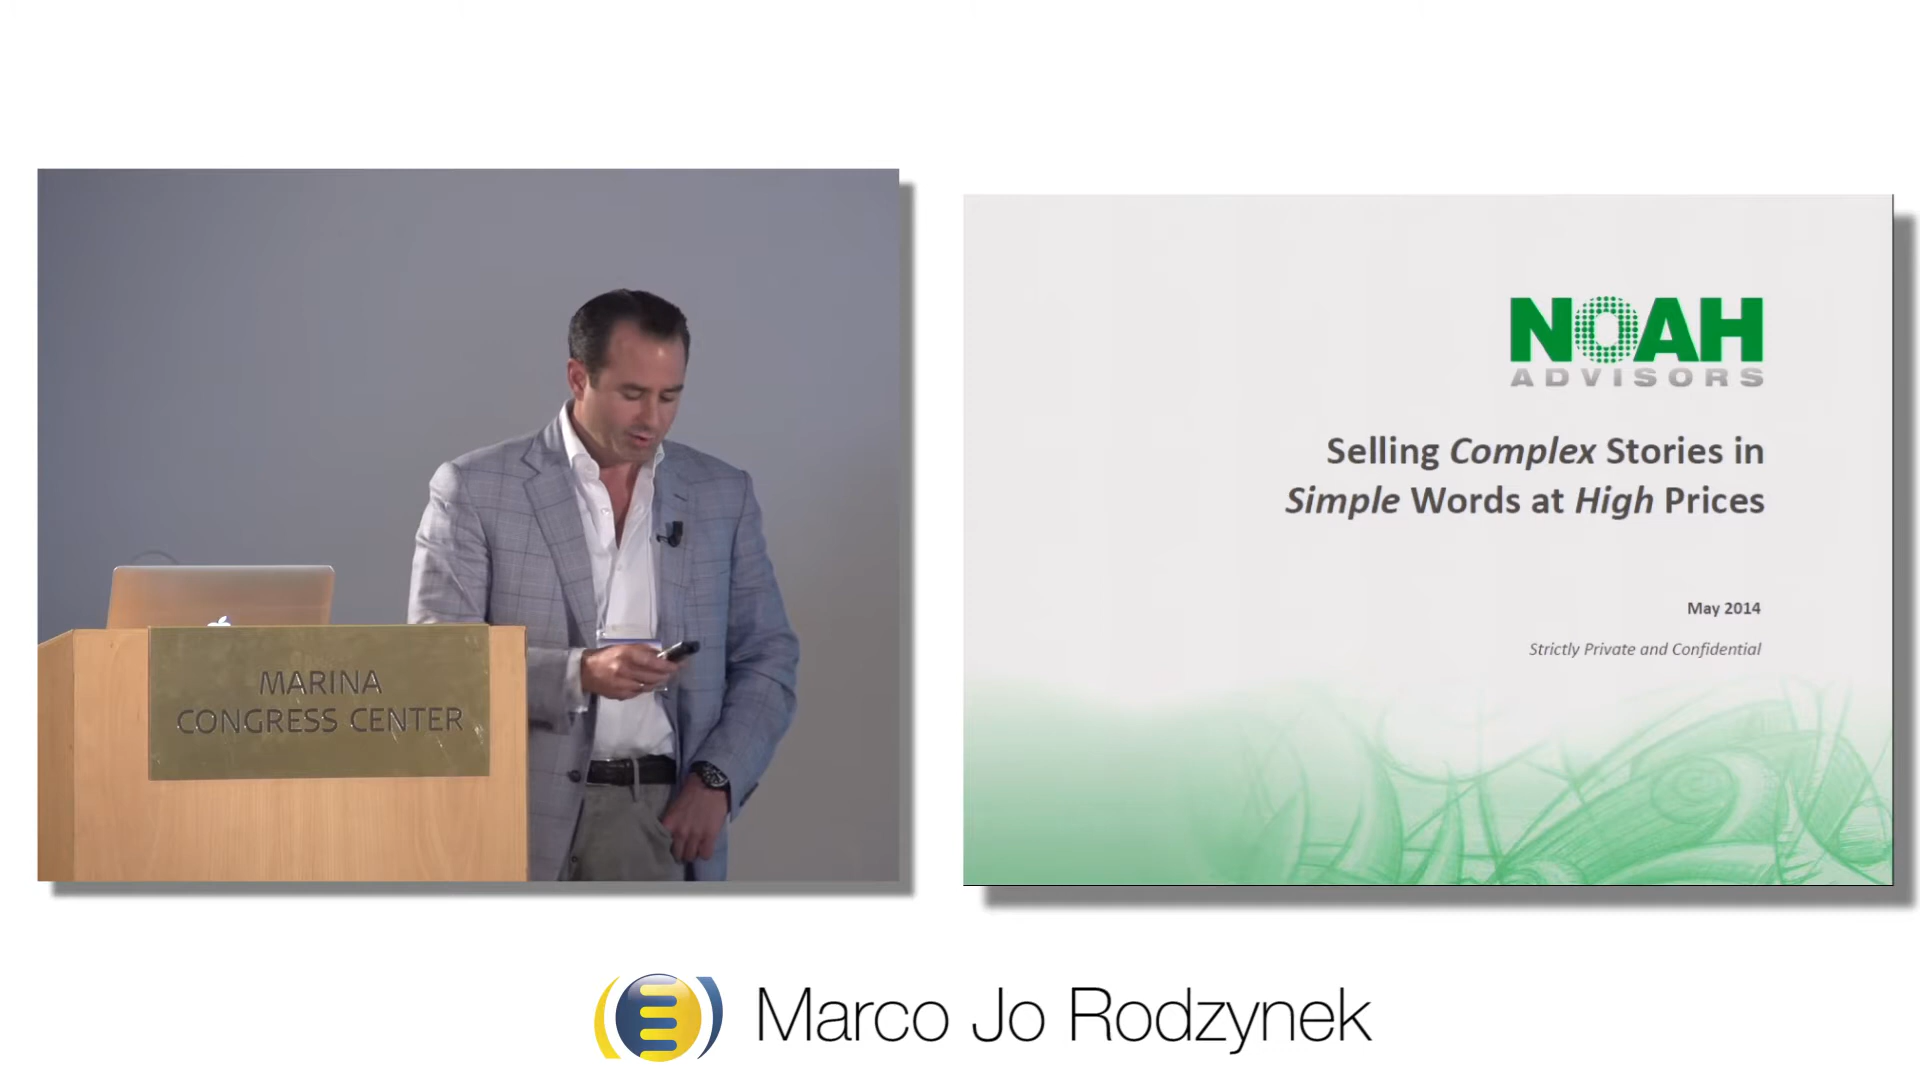 MARINA
CONGRESS CENTER
NOAH
ADVISORS
Selling Complex Stories in
Simple Words at High Prices
May 2014
Strictly Private and Confidential
Marco Jo Rodzynek